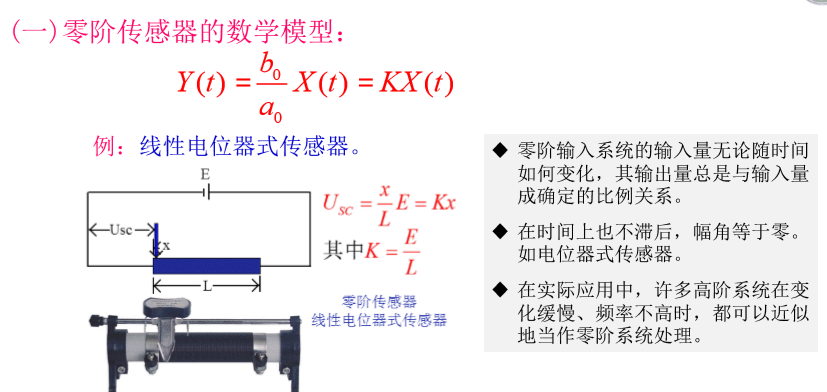 (一)零阶传感器的数学模型：
Y(t) = b₀/a₀ X(t) = KX(t)
例：线性电位器式传感器。
E
Usc
x
L
U_SC = x/L E = Kx
其中K = E/L
零阶传感器
线性电位器式传感器
◆ 零阶输入系统的输入量无论随时间
如何变化，其输出量总是与输入量
成确定的比例关系。
◆ 在时间上也不滞后，幅角等于零。
如电位器式传感器。
◆ 在实际应用中，许多高阶系统在变
化缓慢、频率不高时，都可以近似
地当作零阶系统处理。